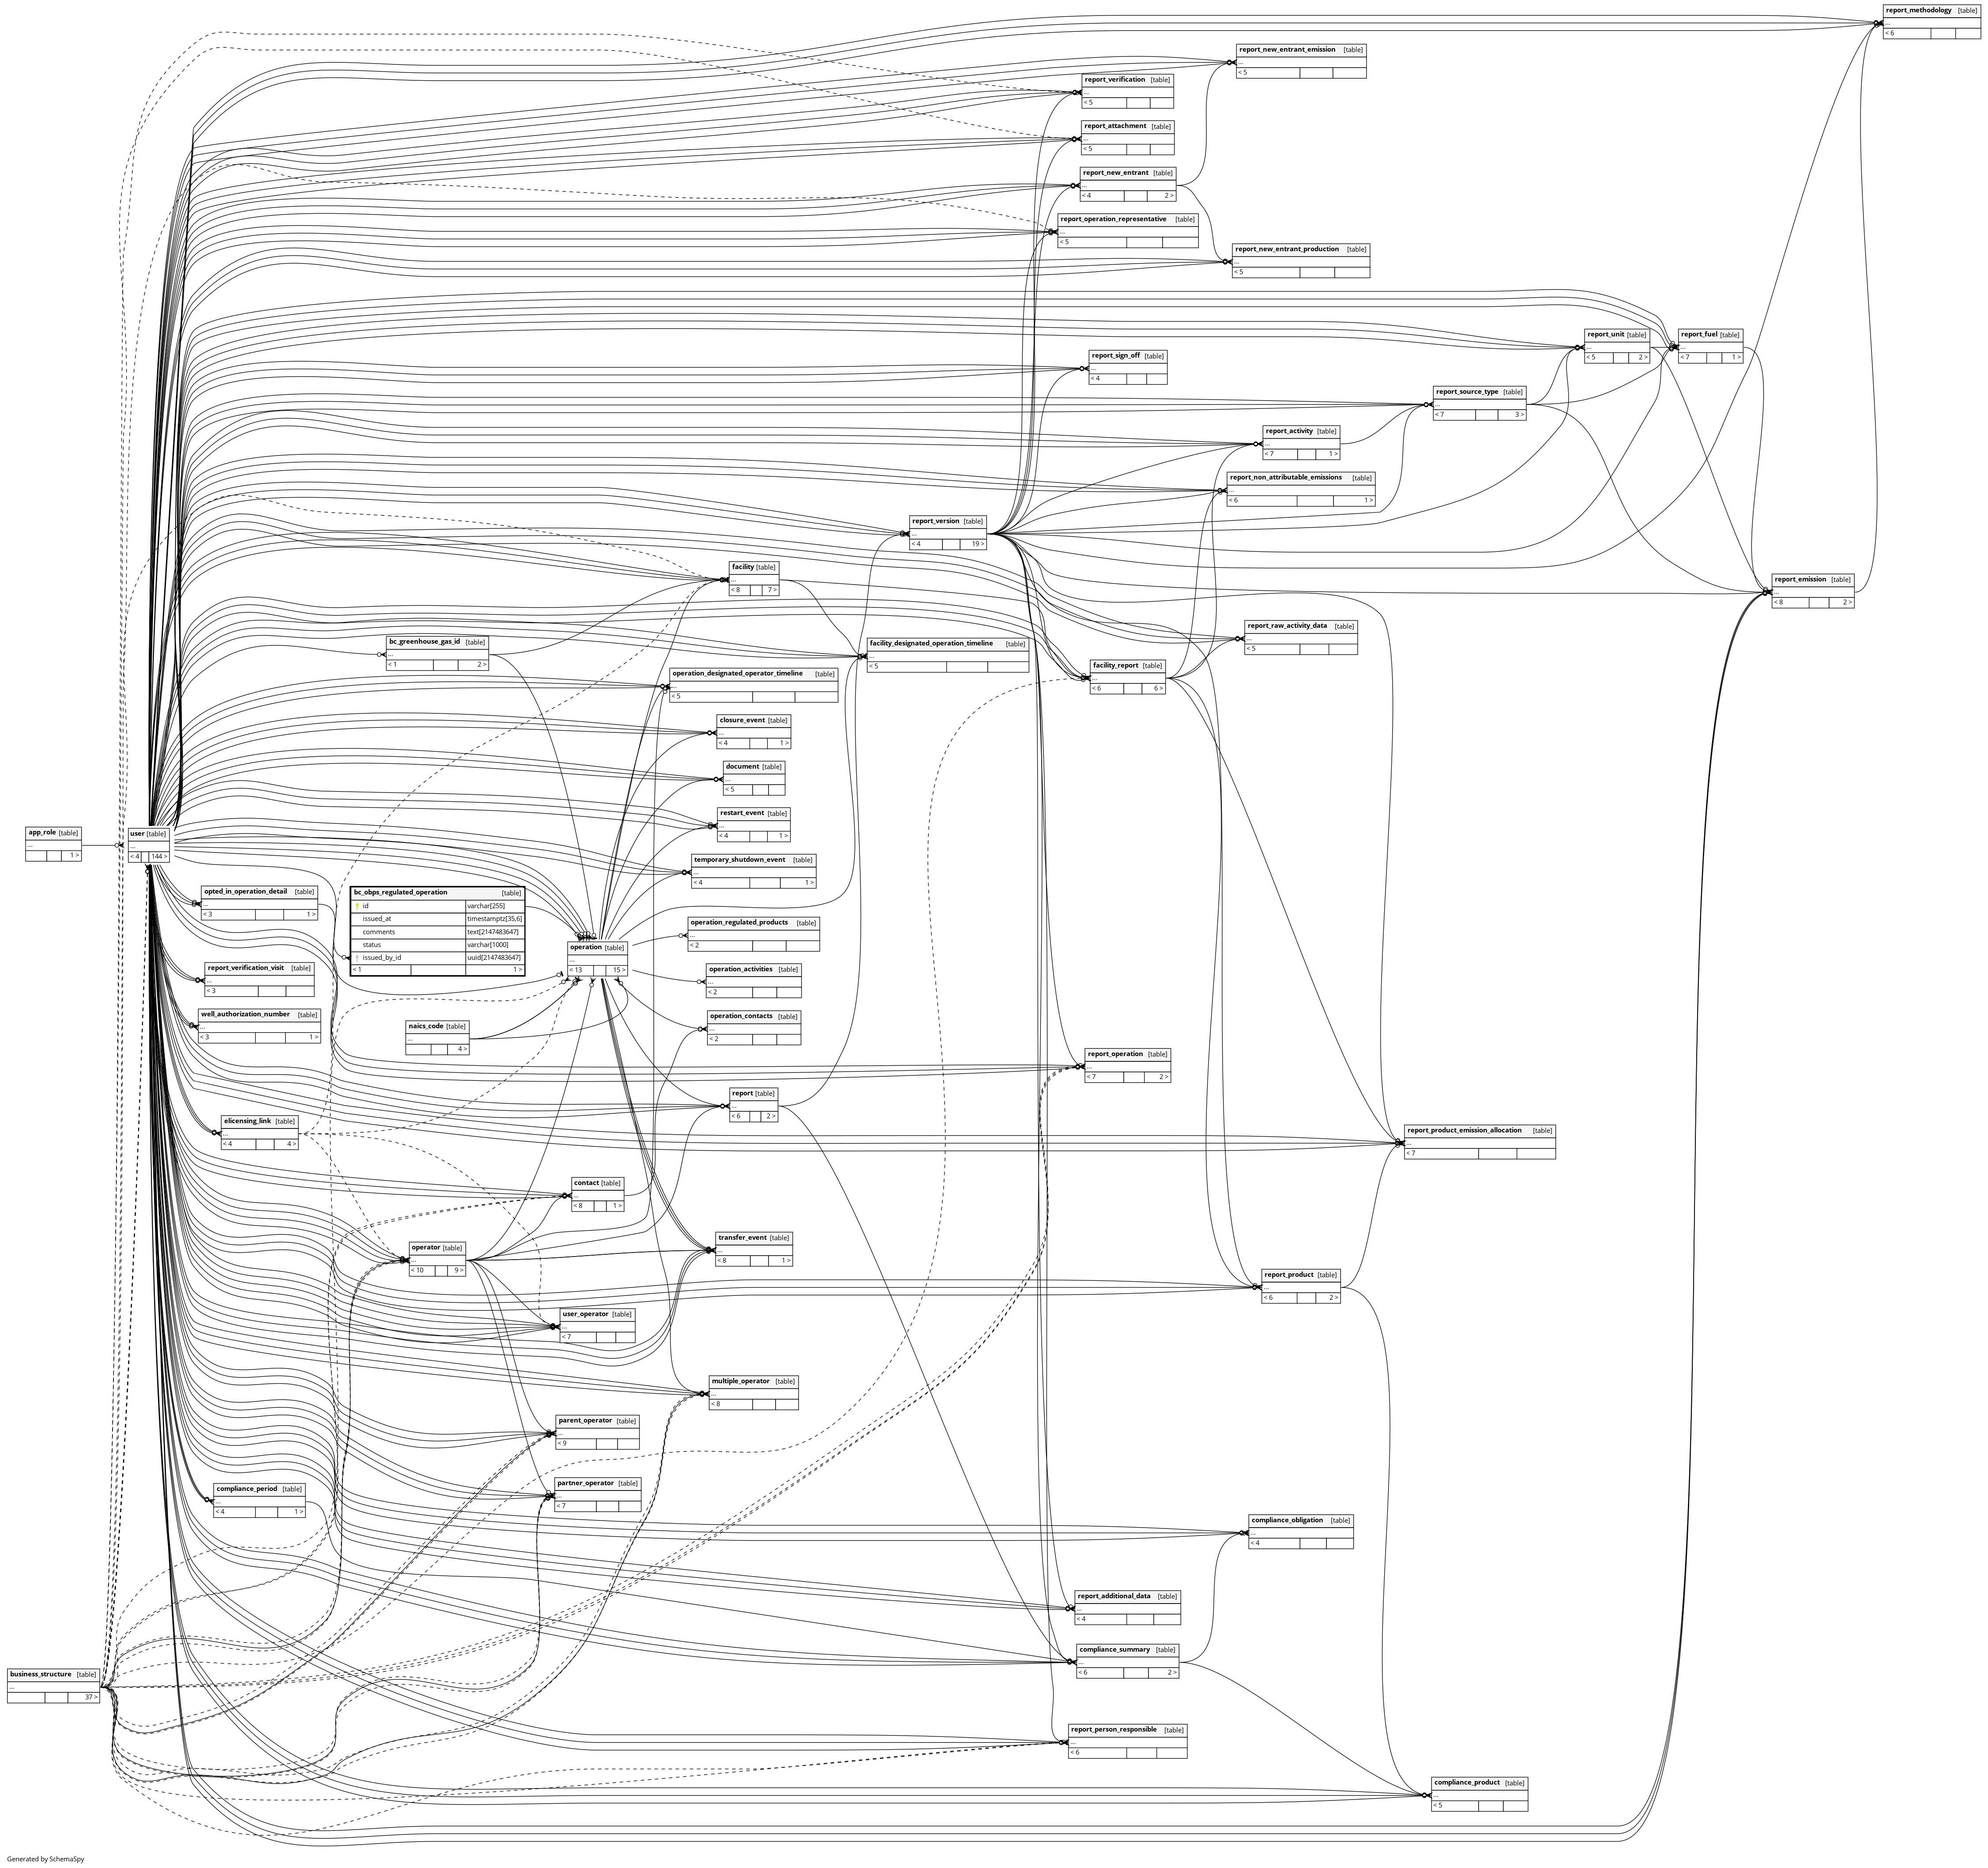 report_methodology [table]
...
< 6
report_new_entrant_emission [table]
...
< 5
report_verification [table]
...
< 5
report_attachment [table]
...
< 5
report_new_entrant [table]
...
< 4 2 >
report_operation_representative [table]
...
< 5
report_new_entrant_production [table]
...
< 5
report_unit [table]
...
< 5 2 >
report_fuel [table]
...
< 7 1 >
report_sign_off [table]
...
< 4
report_source_type [table]
...
< 7 3 >
report_activity [table]
...
< 7 1 >
report_non_attributable_emissions [table]
...
< 6 1 >
report_version [table]
...
< 4 19 >
facility [table]
...
< 8 7 >
report_emission [table]
...
< 8 2 >
report_raw_activity_data [table]
...
< 5
bc_greenhouse_gas_id [table]
...
< 1 2 >
facility_designated_operation_timeline [table]
...
< 5
facility_report [table]
...
< 6 6 >
operation_designated_operator_timeline [table]
...
< 5
closure_event [table]
...
< 4 1 >
document [table]
...
< 5
restart_event [table]
...
< 4 1 >
app_role [table]
...
1 >
user [table]
...
< 4 144 >
temporary_shutdown_event [table]
...
< 4 1 >
opted_in_operation_detail [table]
...
< 3 1 >
bc_obps_regulated_operation [table]
id varchar[255]
issued_at timestamptz[35,6]
comments text[2147483647]
status varchar[1000]
issued_by_id uuid[2147483647]
< 1 1 >
operation_regulated_products [table]
...
< 2
operation [table]
...
< 13 15 >
report_verification_visit [table]
...
< 3
operation_activities [table]
...
< 2
well_authorization_number [table]
...
< 3 1 >
naics_code [table]
...
4 >
operation_contacts [table]
...
< 2
report_operation [table]
...
< 7 2 >
report [table]
...
< 6 2 >
elicensing_link [table]
...
< 4 4 >
report_product_emission_allocation [table]
...
< 7
contact [table]
...
< 8 1 >
transfer_event [table]
...
< 8 1 >
operator [table]
...
< 10 9 >
report_product [table]
...
< 6 2 >
user_operator [table]
...
< 7
multiple_operator [table]
...
< 8
parent_operator [table]
...
< 9
partner_operator [table]
...
< 7
compliance_period [table]
...
< 4 1 >
compliance_obligation [table]
...
< 4
report_additional_data [table]
...
< 4
compliance_summary [table]
...
< 6 2 >
business_structure [table]
...
37 >
report_person_responsible [table]
...
< 6
compliance_product [table]
...
< 5
Generated by SchemaSpy